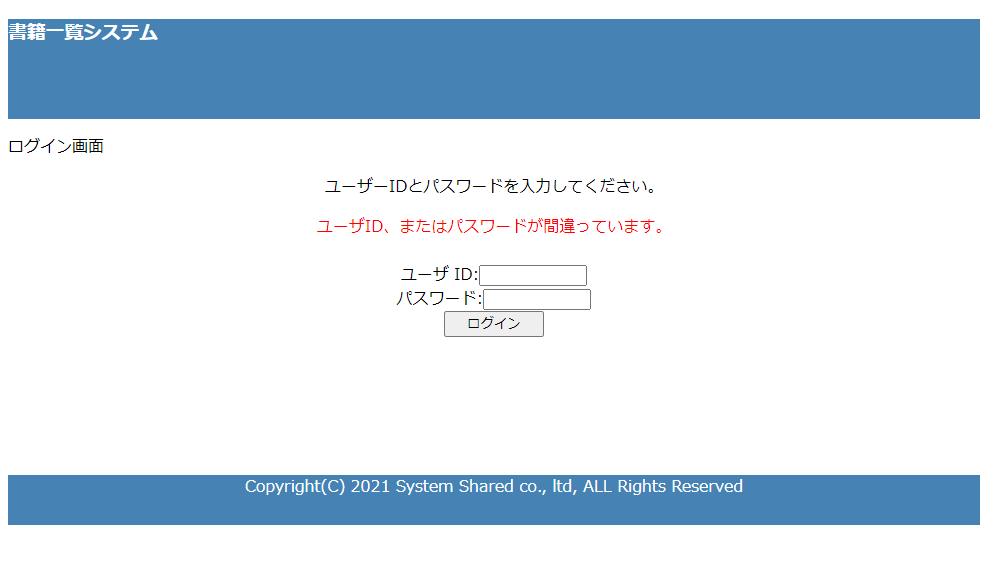 書籍一覧システム
ログイン画面
ユーザーIDとパスワードを入力してください。
ユーザID、またはパスワードが間違っています。
ユーザ ID:
パスワード:
ログイン
Copyright(C) 2021 System Shared co., ltd, ALL Rights Reserved